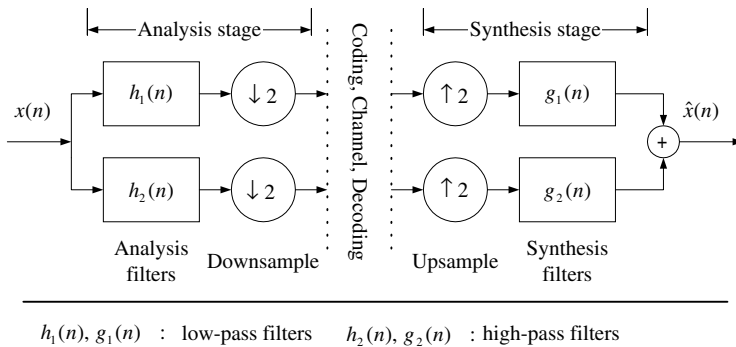 Analysis stage
Synthesis stage
x(n)
h₁(n)
↓2
Coding, Channel, Decoding
↑2
g₁(n)
x̂(n)
+
h₂(n)
↓2
↑2
g₂(n)
Analysis
filters
Downsample
Upsample
Synthesis
filters
h₁(n), g₁(n) : low-pass filters h₂(n), g₂(n) : high-pass filters